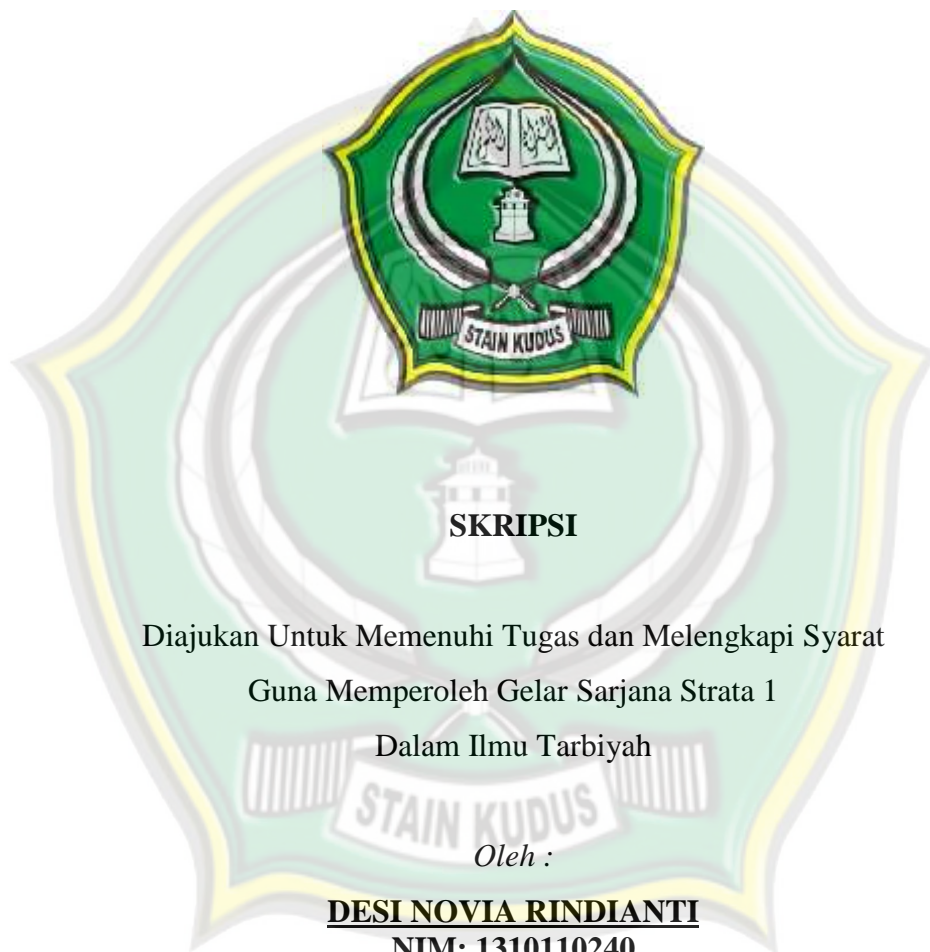 STAIN KUDUS
SKRIPSI
Diajukan Untuk Memenuhi Tugas dan Melengkapi Syarat
Guna Memperoleh Gelar Sarjana Strata 1
Dalam Ilmu Tarbiyah
STAIN KUDUS
Oleh :
DESI NOVIA RINDIANTI
NIM: 1310110240